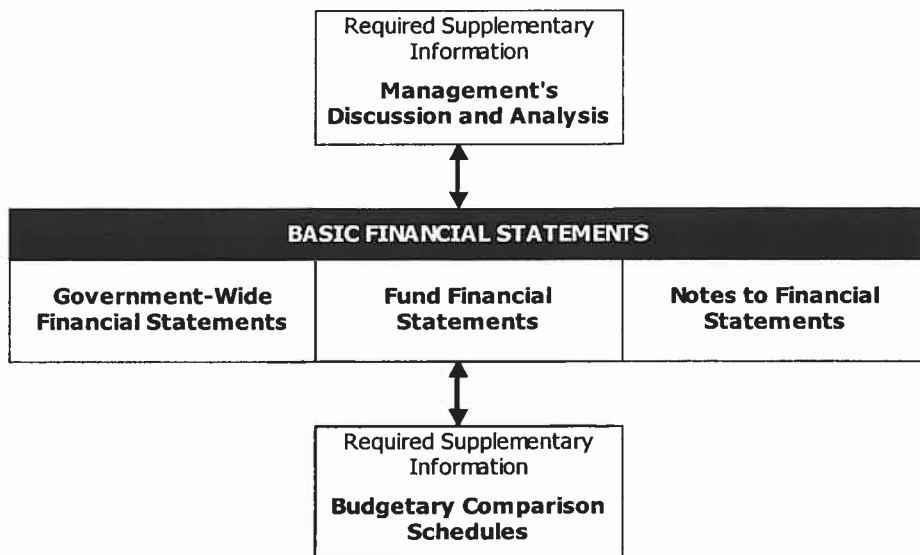 Required Supplementary
Information
Management's
Discussion and Analysis
BASIC FINANCIAL STATEMENTS
Government-Wide
Financial Statements
Fund Financial
Statements
Notes to Financial
Statements
Required Supplementary
Information
Budgetary Comparison
Schedules